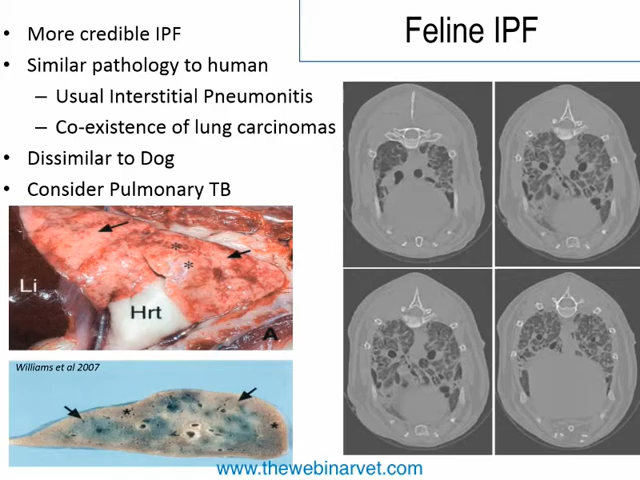 Feline IPF
• More credible IPF
• Similar pathology to human
– Usual Interstitial Pneumonitis
– Co-existence of lung carcinomas
• Dissimilar to Dog
• Consider Pulmonary TB
*
*
Li
Hrt
A
Williams et al 2007
*
*
www.thewebinarvet.com